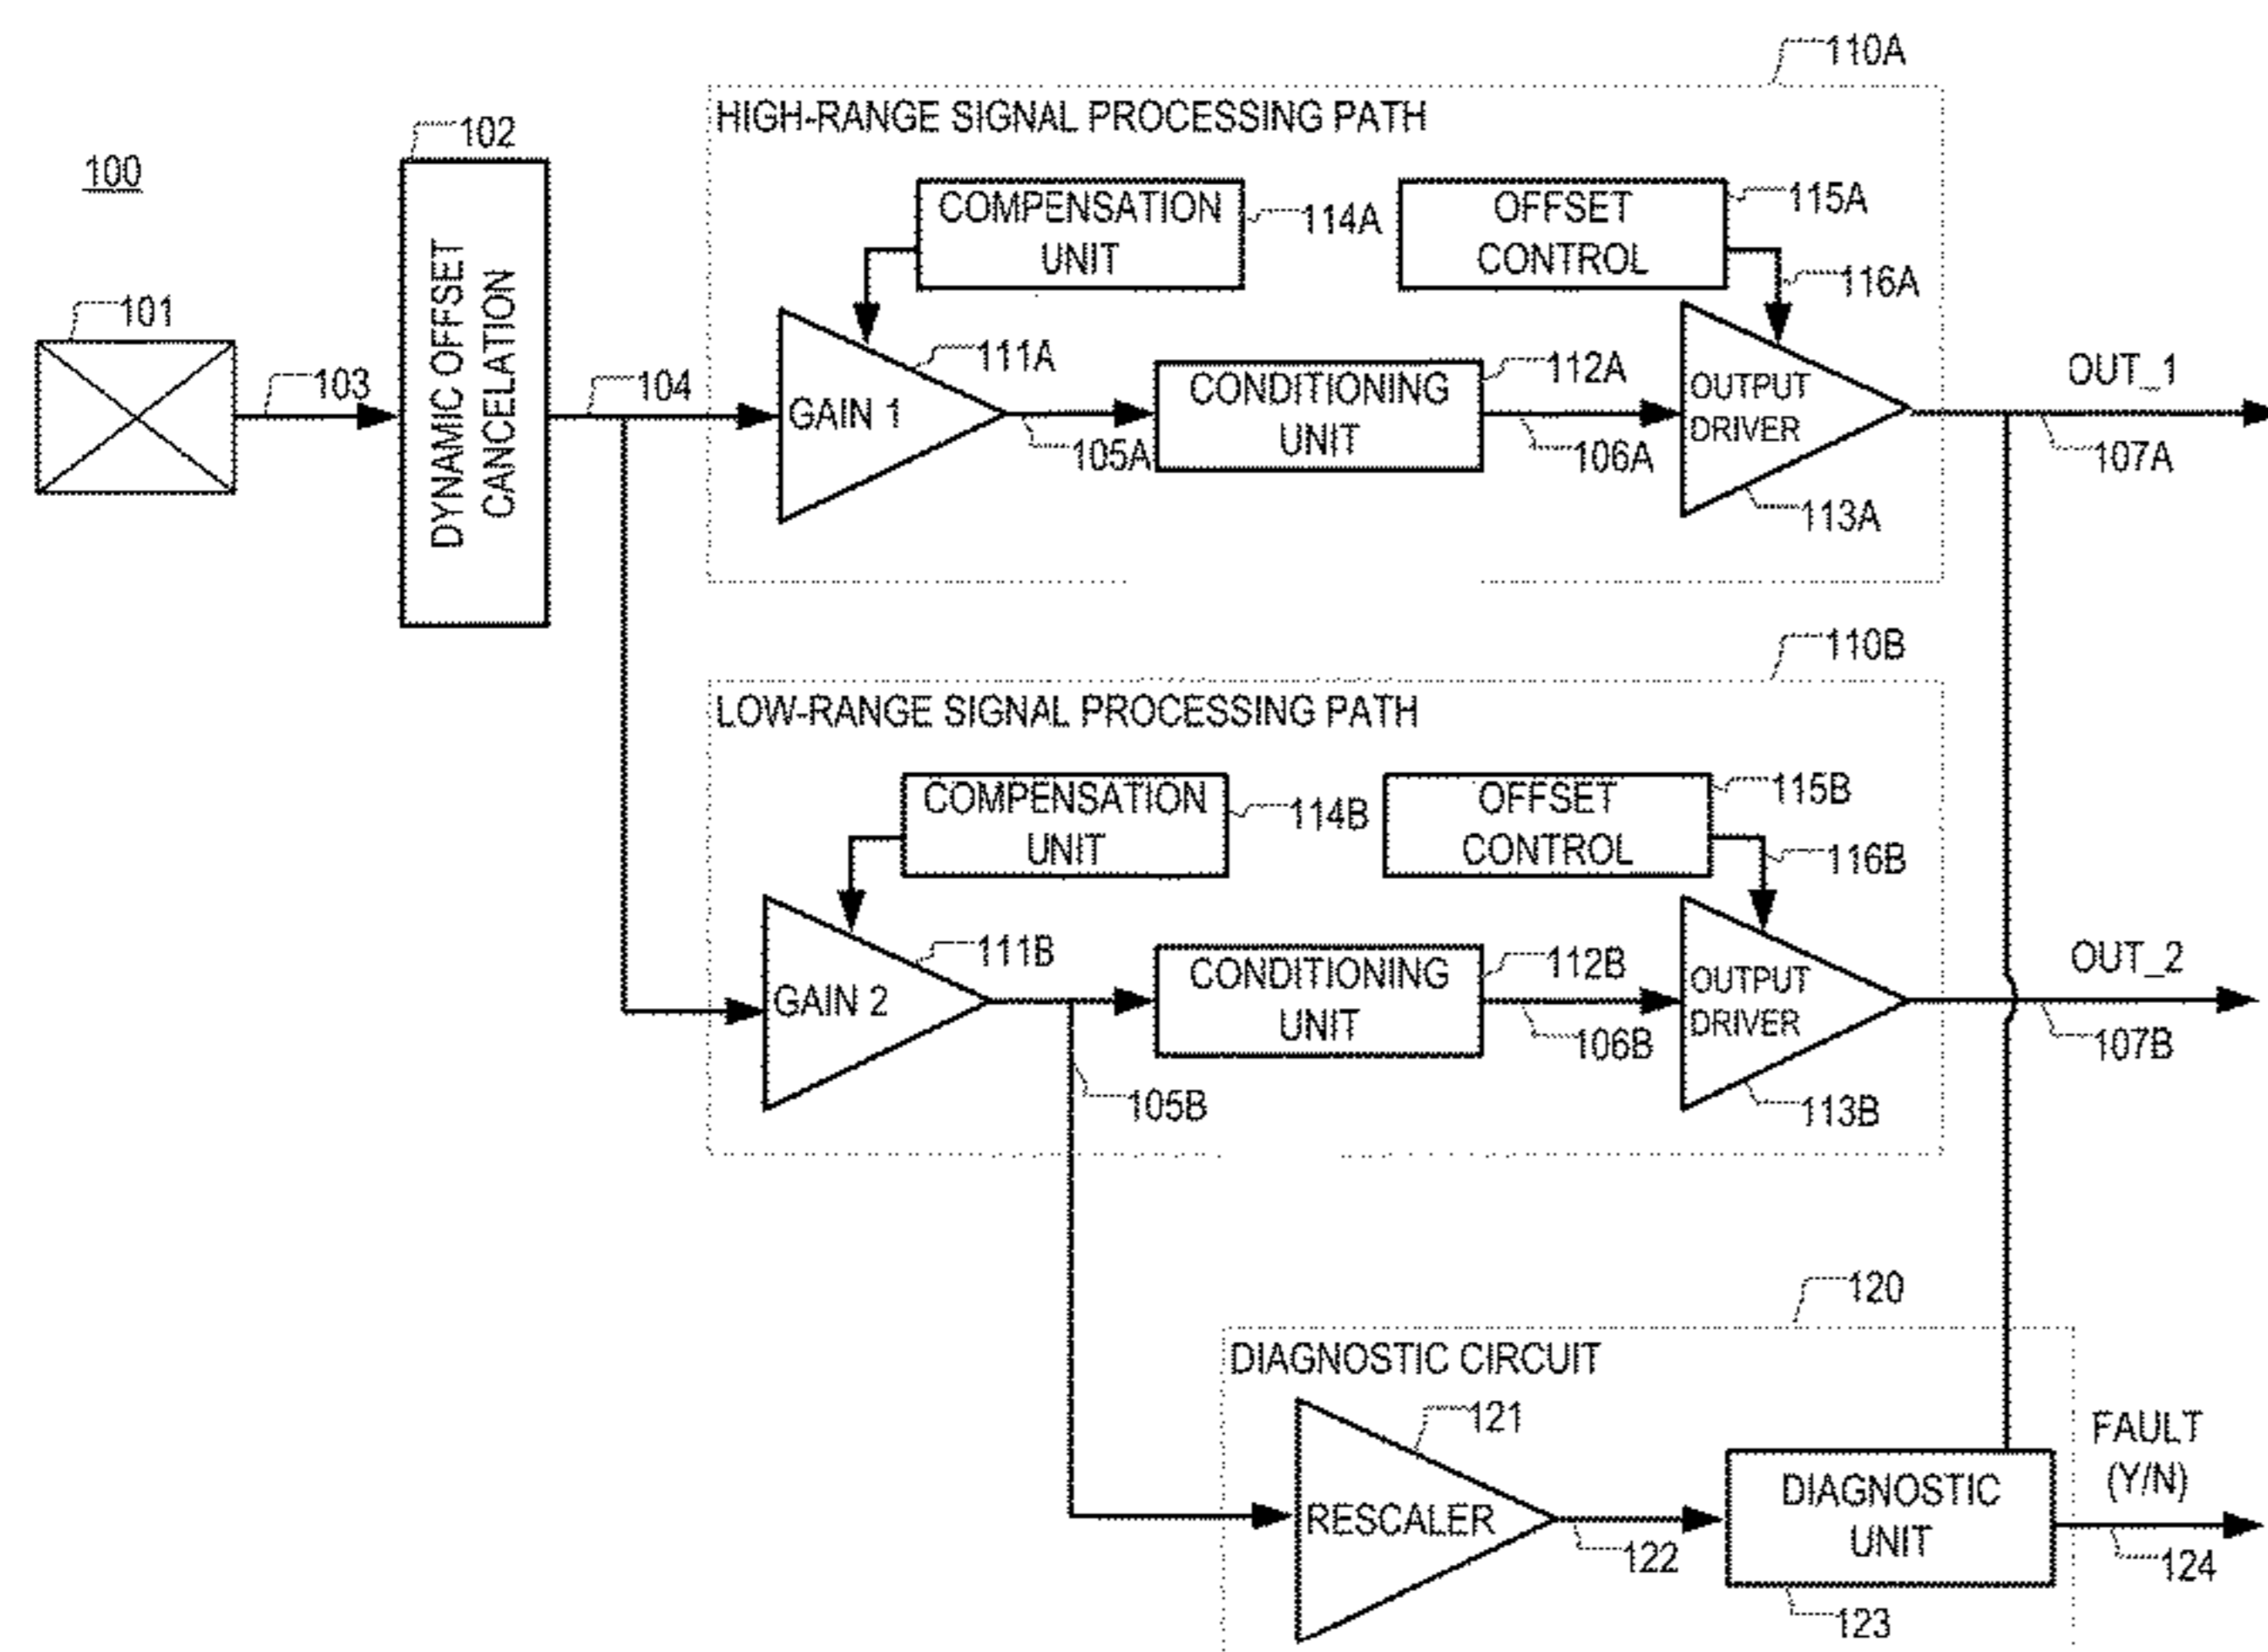 110A
HIGH-RANGE SIGNAL PROCESSING PATH
102
100
COMPENSATION
UNIT
114A
OFFSET
CONTROL
115A
116A
101
DYNAMIC OFFSET
CANCELATION
103
104
GAIN 1
111A
105A
CONDITIONING
UNIT
112A
106A
OUTPUT
DRIVER
113A
OUT_1
107A
110B
LOW-RANGE SIGNAL PROCESSING PATH
COMPENSATION
UNIT
114B
OFFSET
CONTROL
115B
116B
GAIN 2
111B
105B
CONDITIONING
UNIT
112B
106B
OUTPUT
DRIVER
113B
OUT_2
107B
120
DIAGNOSTIC CIRCUIT
121
RESCALER
122
DIAGNOSTIC
UNIT
123
FAULT
(Y/N)
124